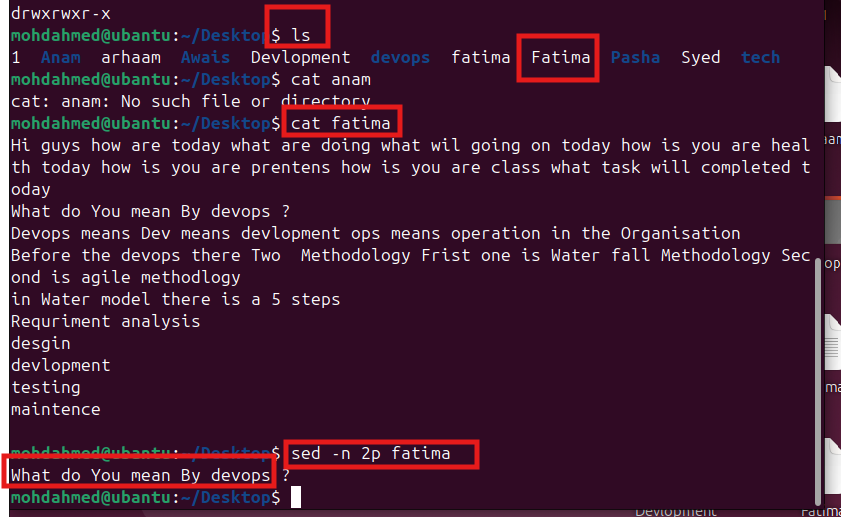 drwxrwxr-x
mohdahmed@ubantu:~/Desktop$ ls
1  Anam  arhaam  Awais  Devlopment  devops  fatima  Fatima  Pasha  Syed  tech
mohdahmed@ubantu:~/Desktop$ cat anam
cat: anam: No such file or directory
mohdahmed@ubantu:~/Desktop$ cat fatima
Hi guys how are today what are doing what wil going on today how is you are heal
th today how is you are prentens how is you are class what task will completed t
oday
What do You mean By devops ?
Devops means Dev means devlopment ops means operation in the Organisation
Before the devops there Two  Methodology Frist one is Water fall Methodology Sec
ond is agile methodlogy
in Water model there is a 5 steps
Requriment analysis
desgin
devlopment
testing
maintence
mohdahmed@ubantu:~/Desktop$ sed -n 2p fatima
What do You mean By devops ?
mohdahmed@ubantu:~/Desktop$
Devlopment